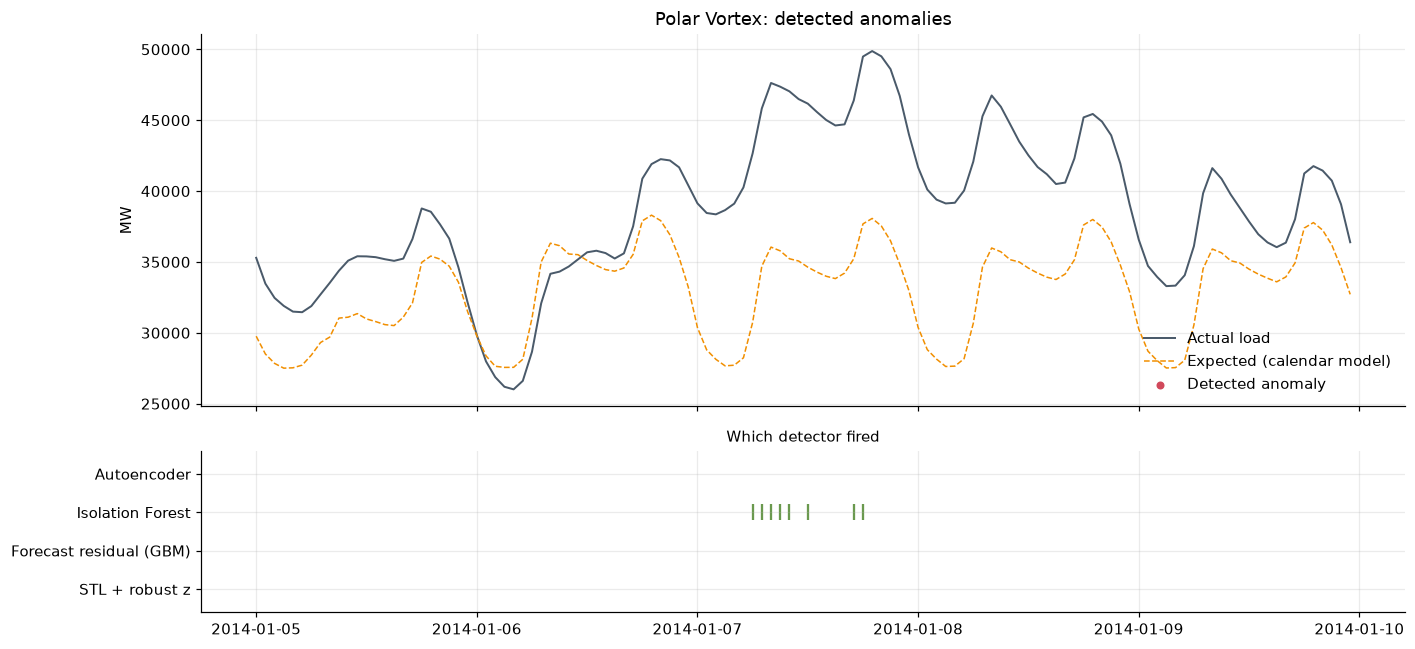 Polar Vortex: detected anomalies
50000
45000
40000
35000
30000
25000
MW
Actual load
Expected (calendar model)
Detected anomaly
Which detector fired
Autoencoder
Isolation Forest
Forecast residual (GBM)
STL + robust z
2014-01-05 2014-01-06 2014-01-07 2014-01-08 2014-01-09 2014-01-10